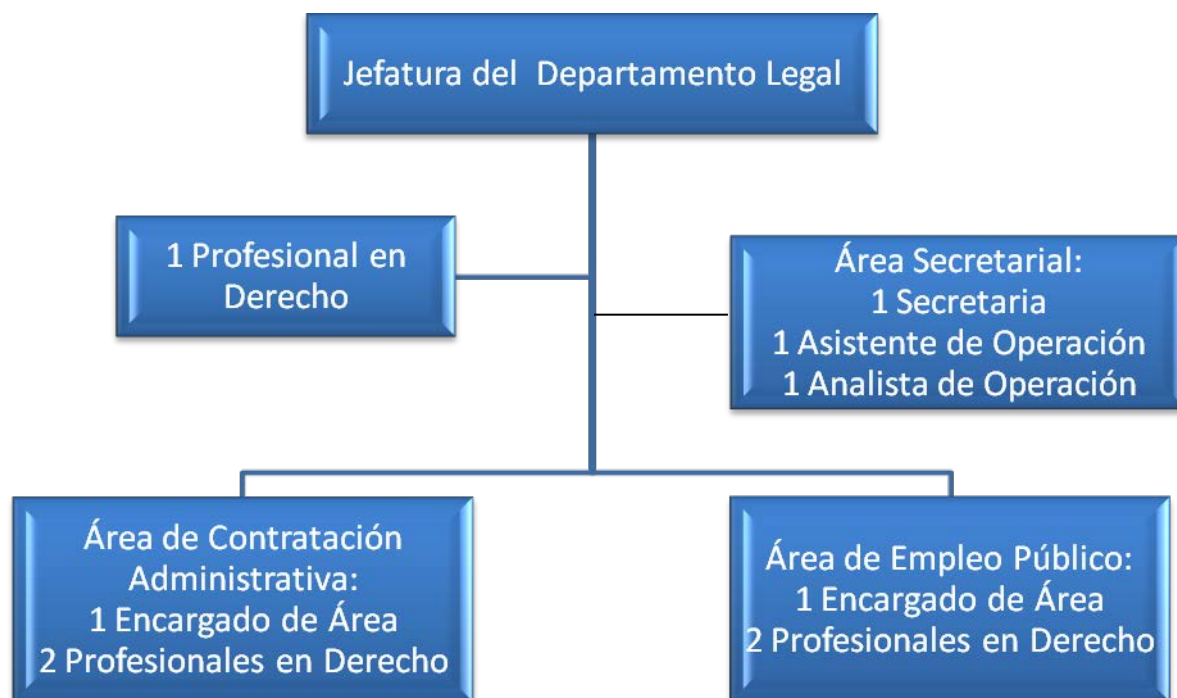 Jefatura del Departamento Legal
1 Profesional en
Derecho
Área Secretarial:
1 Secretaria
1 Asistente de Operación
1 Analista de Operación
Área de Contratación
Administrativa:
1 Encargado de Área
2 Profesionales en Derecho
Área de Empleo Público:
1 Encargado de Área
2 Profesionales en Derecho